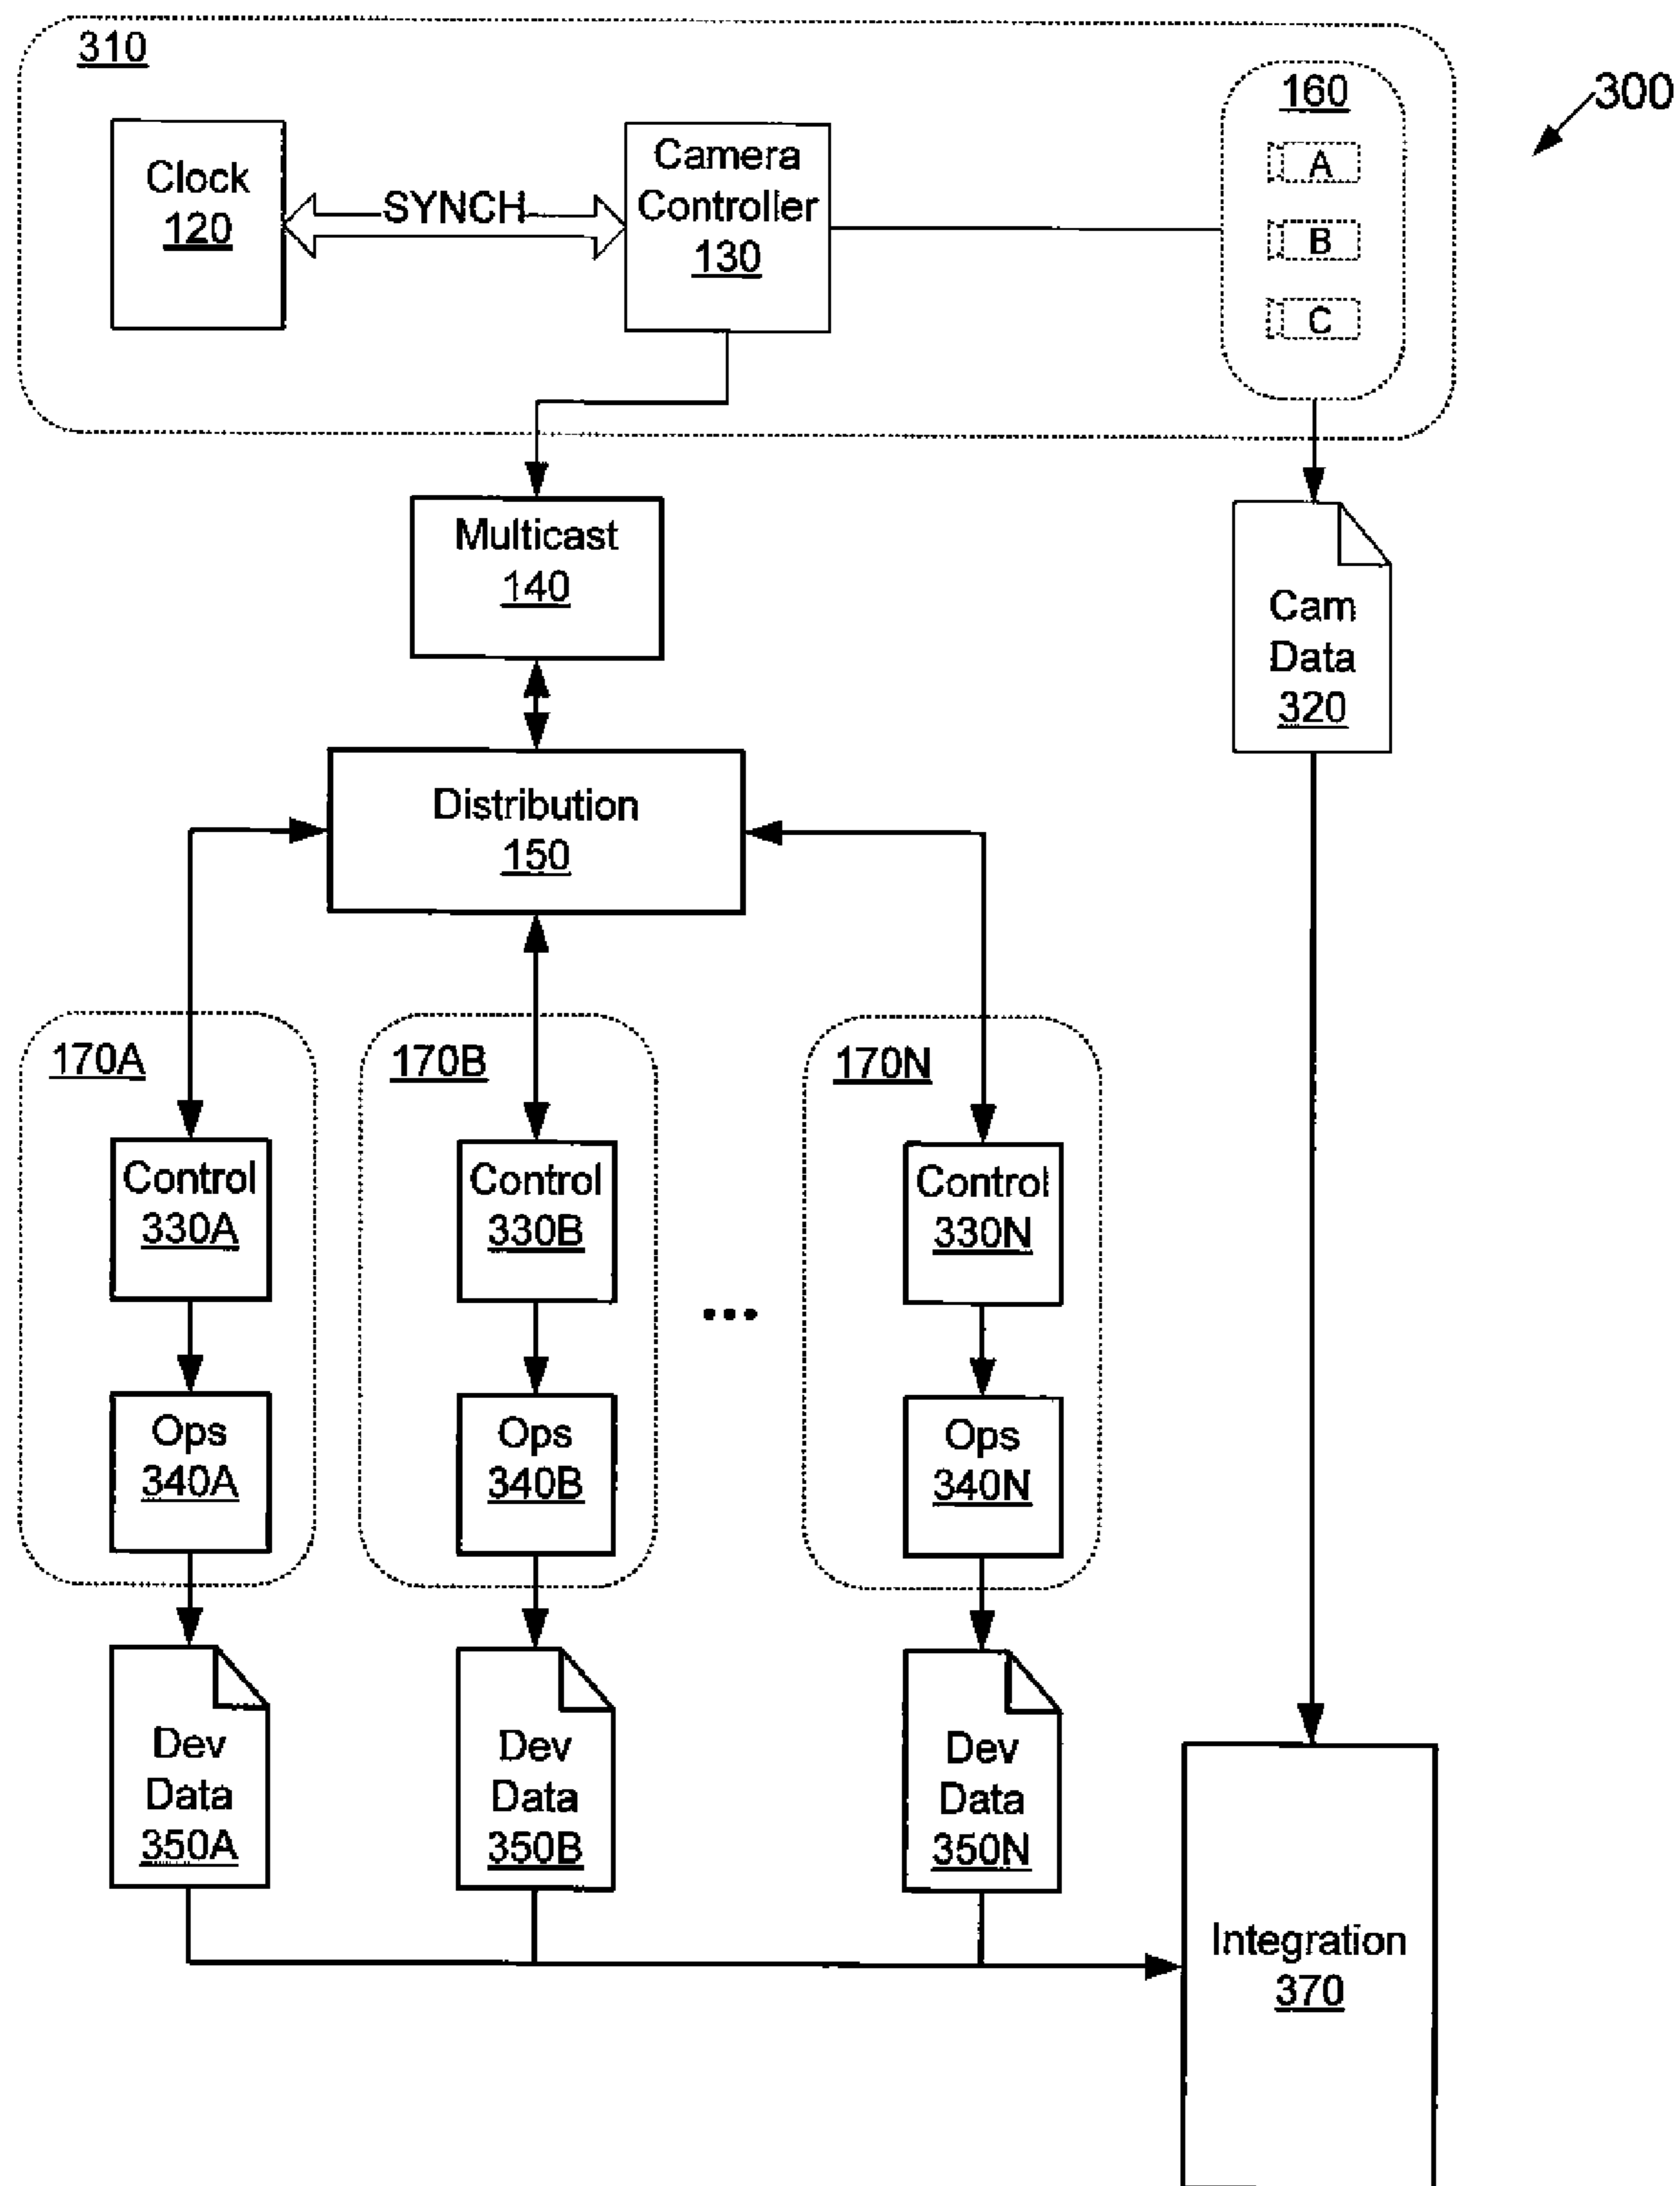 310
300
160
A
B
C
Clock
120
SYNCH
Camera
Controller
130
Multicast
140
Cam
Data
320
Distribution
150
170A
170B
170N
Control
330A
Control
330B
Control
330N
...
Ops
340A
Ops
340B
Ops
340N
Dev
Data
350A
Dev
Data
350B
Dev
Data
350N
Integration
370